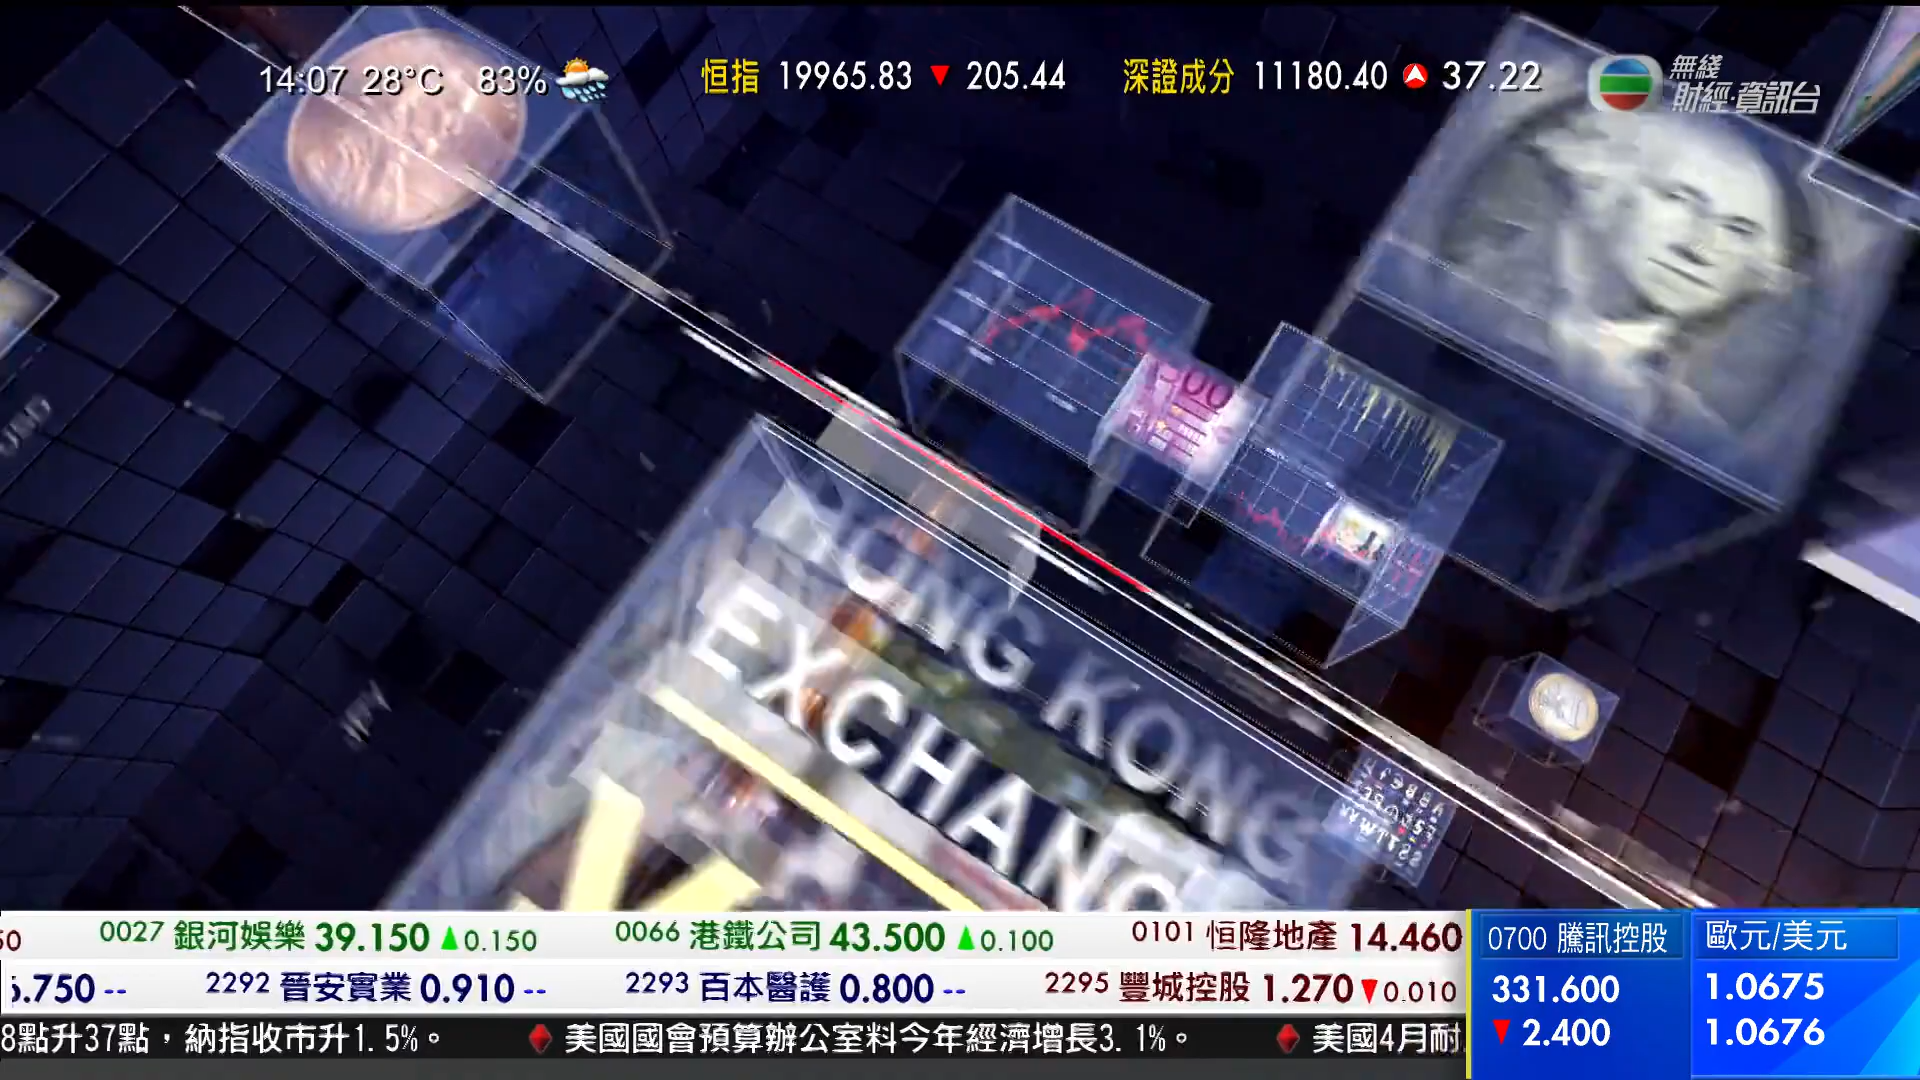 14:07 28°C 83%
恒指 19965.83 ▼ 205.44
深證成分 11180.40 ▲ 37.22
無綫
財經·資訊台
500
USD
JPY
HONG KONG
EXCHANG
50 0027 銀河娛樂 39.150 ▲0.150 0066 港鐵公司 43.500 ▲0.100 0101 恒隆地產 14.460
5.750 -- 2292 晉安實業 0.910 -- 2293 百本醫護 0.800 -- 2295 豐城控股 1.270 ▼0.010
8點升37點，納指收市升1.5%。 美國國會預算辦公室料今年經濟增長3.1%。 美國4月耐
0700 騰訊控股
331.600
▼ 2.400
歐元/美元
1.0675
1.0676